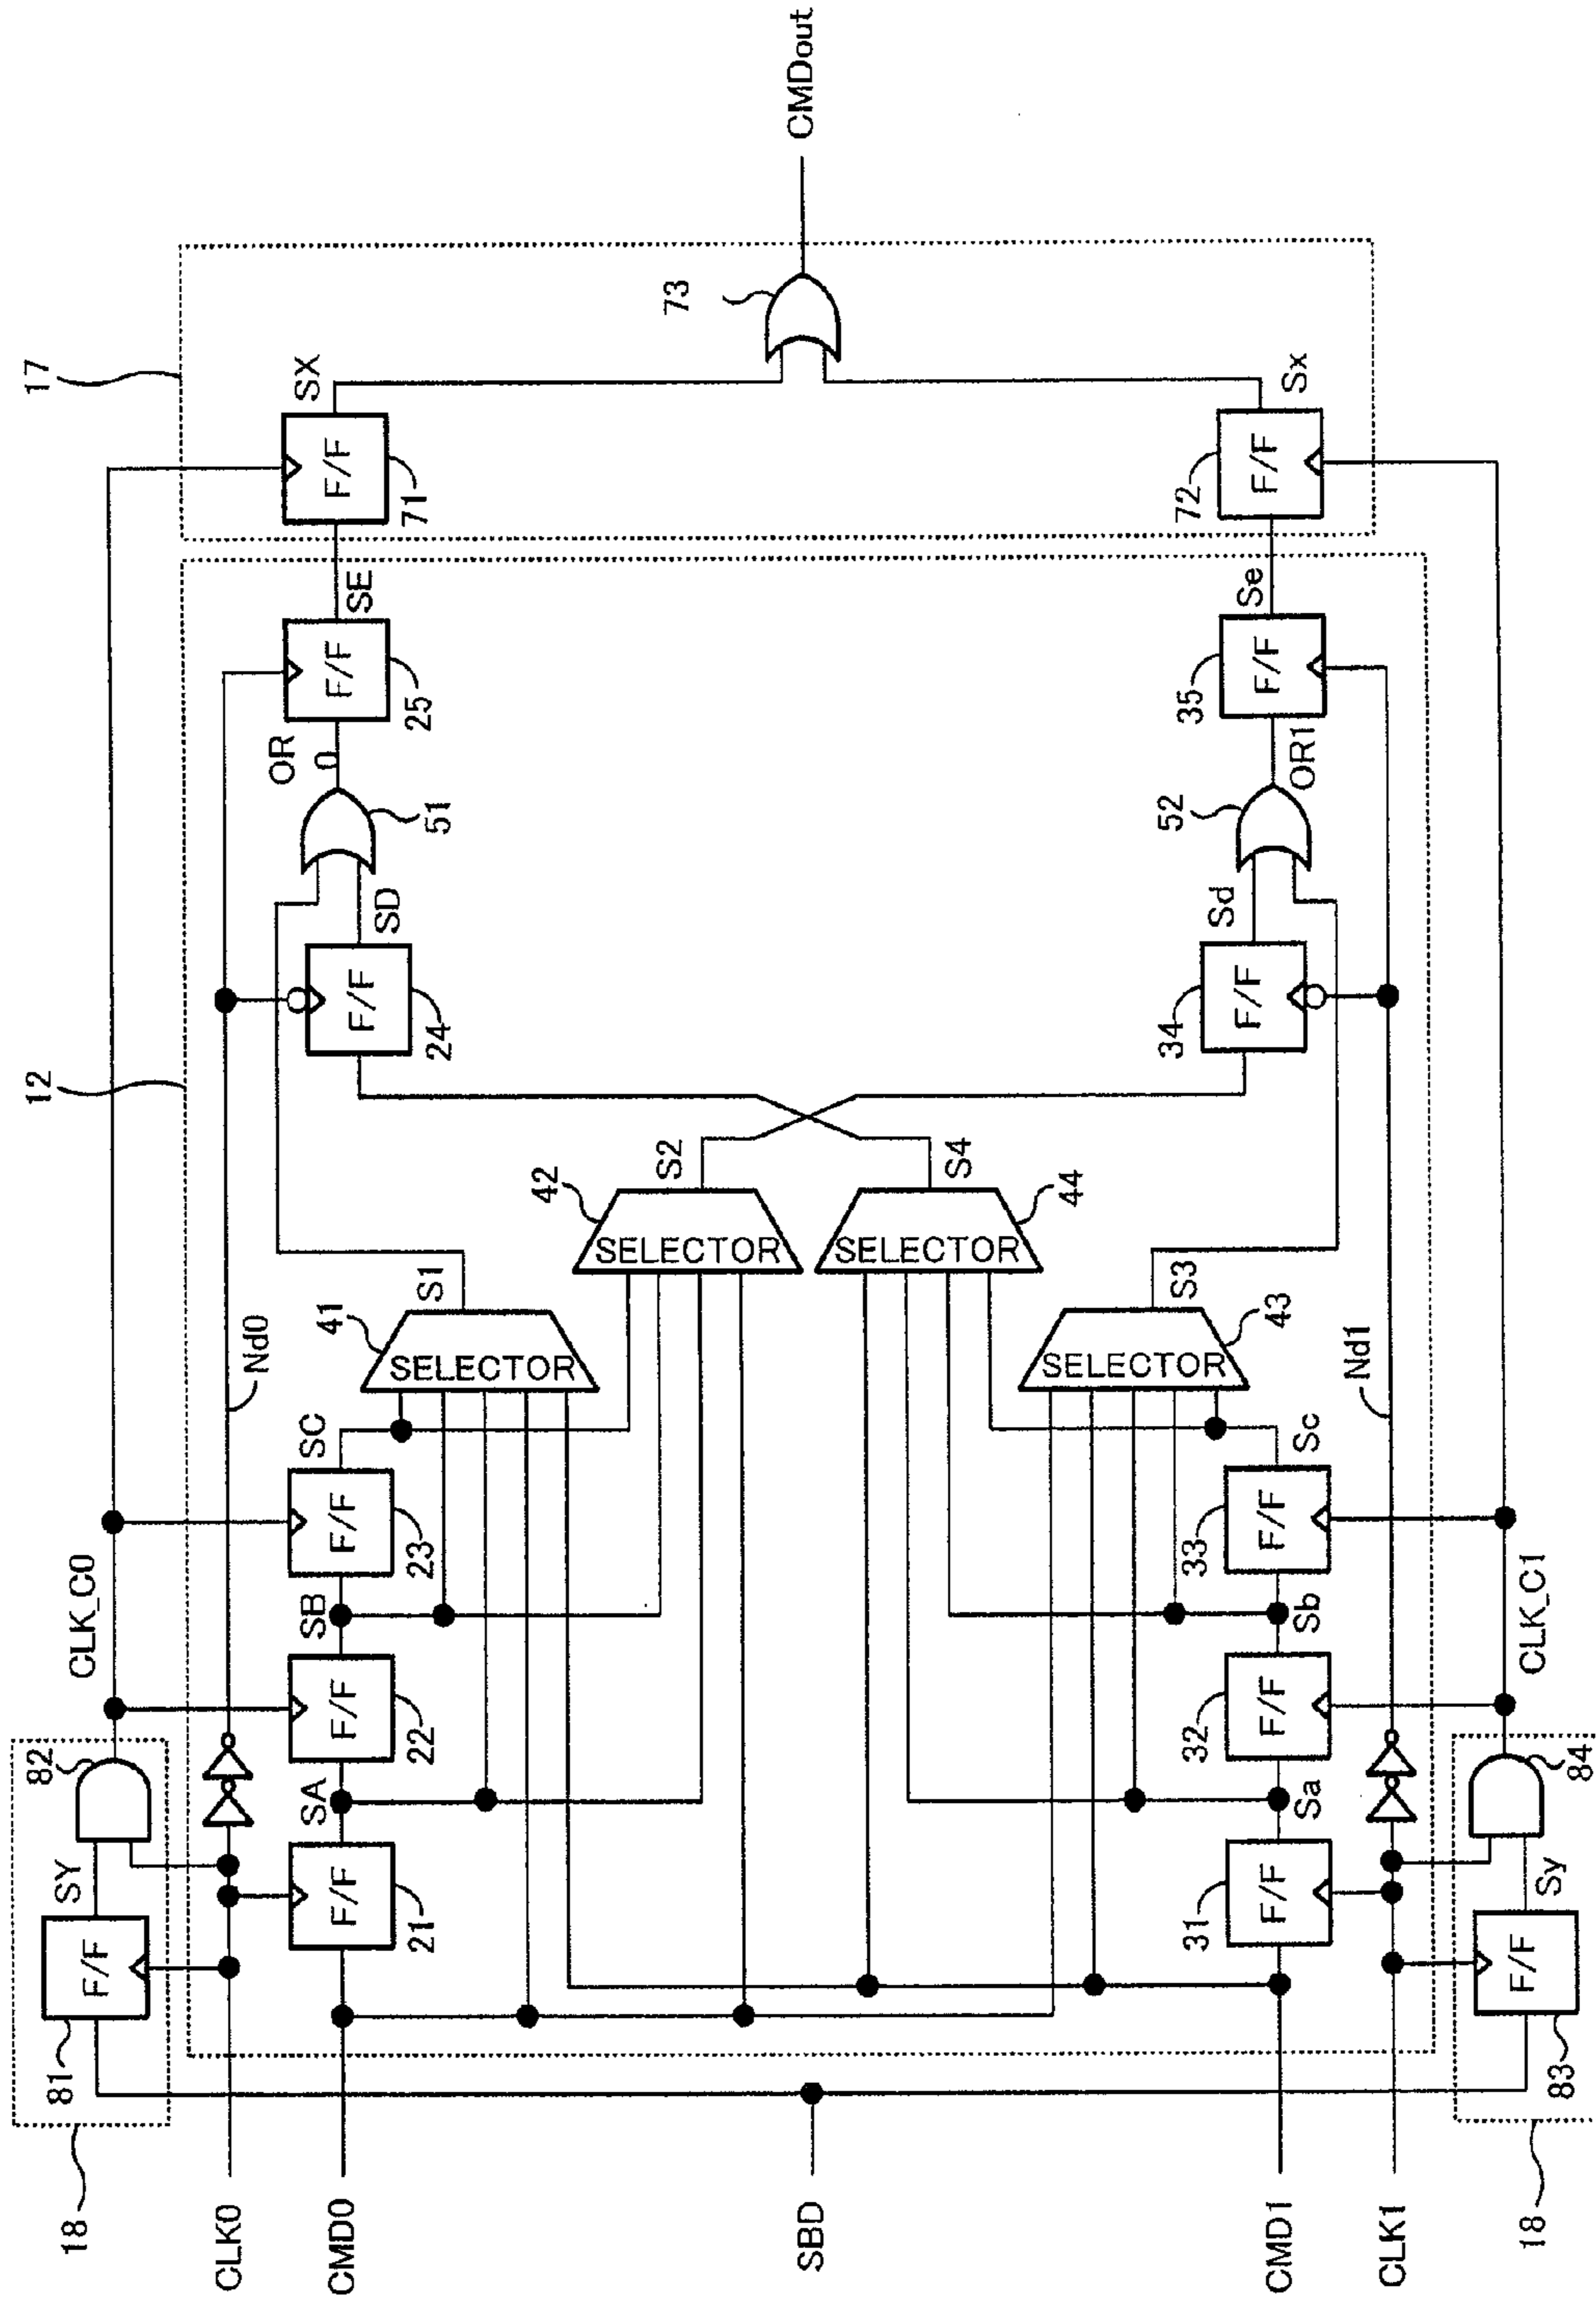 17
SX
F/F
71
73
CMDout
Sx
F/F
72
12
SE
F/F
25
OR
0
51
SD
F/F
24
Se
F/F
35
OR1
52
Sd
F/F
34
S2
42
SELECTOR
S4
44
SELECTOR
S1
41
SELECTOR
S3
43
SELECTOR
Nd0
Nd1
SC
F/F
23
Sc
F/F
33
CLK_C0
SB
F/F
22
Sb
F/F
32
CLK_C1
82
SA
F/F
21
Sa
F/F
31
84
SY
F/F
81
Sy
F/F
83
18
18
CLK0
CMD0
SBD
CMD1
CLK1